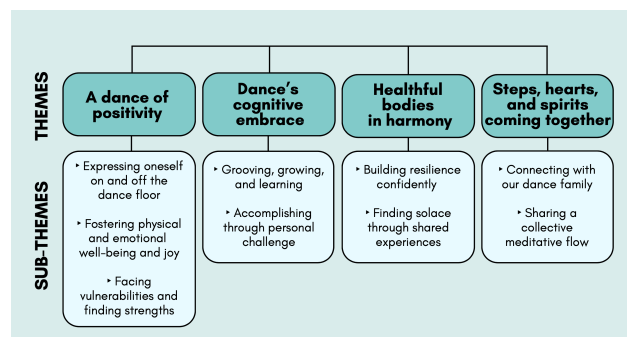 THEMES
A dance of
positivity
Dance's
cognitive
embrace
Healthful
bodies
in harmony
Steps, hearts,
and spirits
coming together
SUB-THEMES
‣ Expressing oneself
on and off the
dance floor
‣ Fostering physical
and emotional
well-being and joy
‣ Facing
vulnerabilities and
finding strengths
‣ Grooving, growing,
and learning
‣ Accomplishing
through personal
challenge
‣ Building resilience
confidently
‣ Finding solace
through shared
experiences
‣ Connecting with
our dance family
‣ Sharing a
collective
meditative flow